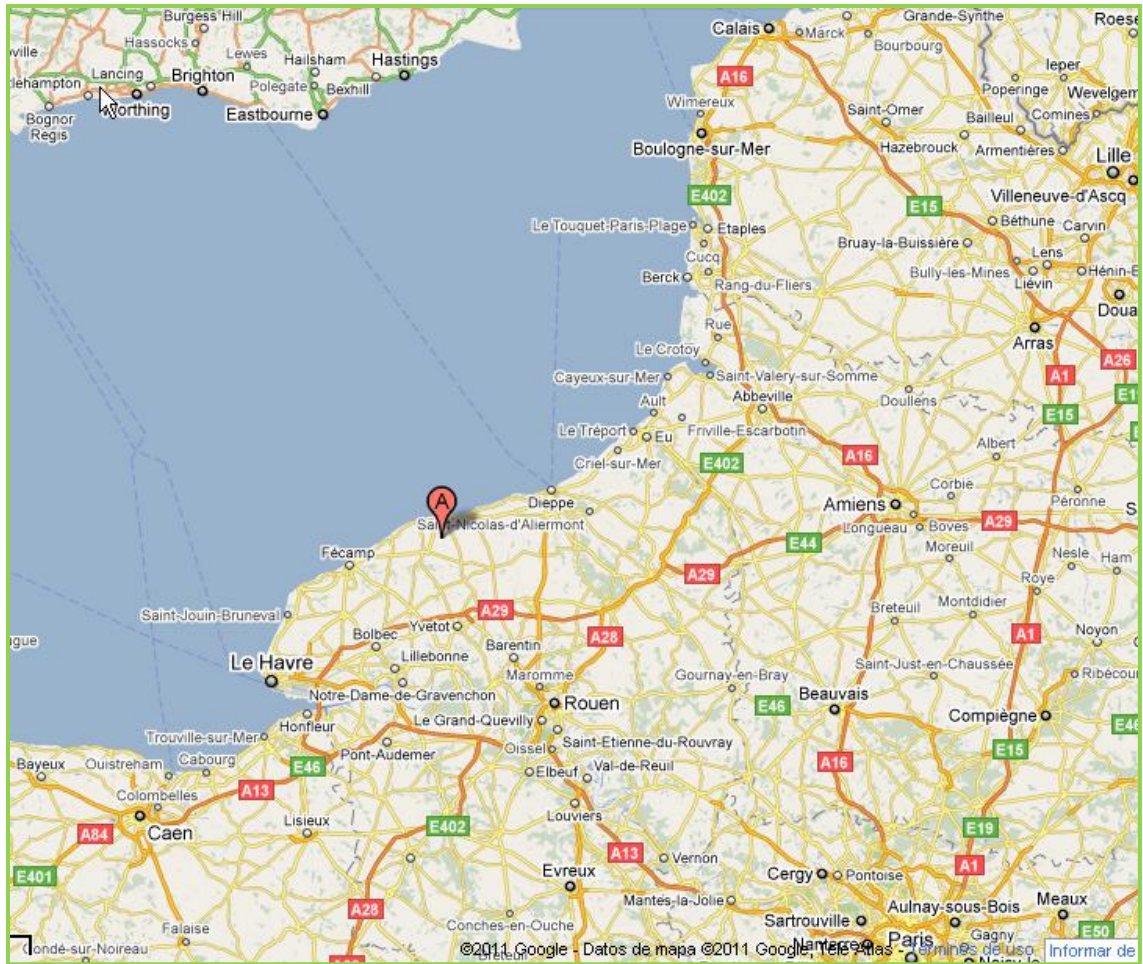 Burgess Hill
Grande-Synthe
Calais
Marck
Bourbourg
Hassocks
Lewes
Hailsham
Hastings
Lancing
Brighton
Polegate
Bexhill
A16
Ieper
Poperinge
Wevelgem
Wimereux
Saint-Omer
Bailleul
Comines
Bognor
Regis
Eastbourne
Boulogne-sur-Mer
Hazebrouck
Armentières
Lille
E402
E15
Villeneuve-d'Ascq
Le Touquet-Paris-Plage
Etaples
Béthune
Carvin
Bruay-la-Buissière
Lens
Cucq
Bully-les-Mines
Liévin
Berck
Rang-du-Fliers
Rue
Arras
Le Crotoy
A26
A1
Cayeux-sur-Mer
Saint-Valery-sur-Somme
Abbeville
Doullens
Ault
E15
Le Tréport
Eu
Friville-Escarbotin
Albert
Criel-sur-Mer
E402
A16
Corbie
A
Dieppe
Amiens
Péronne
Saint-Nicolas-d'Aliermont
Longueau
Boves
A29
E44
Moreuil
Fécamp
Nesle
Ham
A29
Roye
Saint-Jouin-Bruneval
A29
Breteuil
Montdidier
Yvetot
A28
A1
Noyon
Bolbec
Barentin
Le Havre
Lillebonne
Saint-Just-en-Chaussée
Maromme
Gournay-en-Bray
Notre-Dame-de-Gravenchon
Rouen
Beauvais
E46
Compiègne
Honfleur
Le Grand-Quevilly
Trouville-sur-Mer
Oissel
Saint-Etienne-du-Rouvray
E15
Bayeux
Ouistreham
Cabourg
Pont-Audemer
E46
Elbeuf
Val-de-Reuil
A16
A13
Colombelles
Louviers
Caen
Lisieux
E402
E19
A84
A13
Vernon
A1
E401
Evreux
Cergy
Pontoise
Mantes-la-Jolie
Meaux
A28
Aulnay-sous-Bois
Conches-en-Ouche
Sartrouville
Falaise
Gagny
E50
Nanterre
Paris
Condé-sur-Noireau
Breteuil
©2011 Google - Datos de mapa ©2011 Google, Tele Atlas - Términos de uso
Informar de